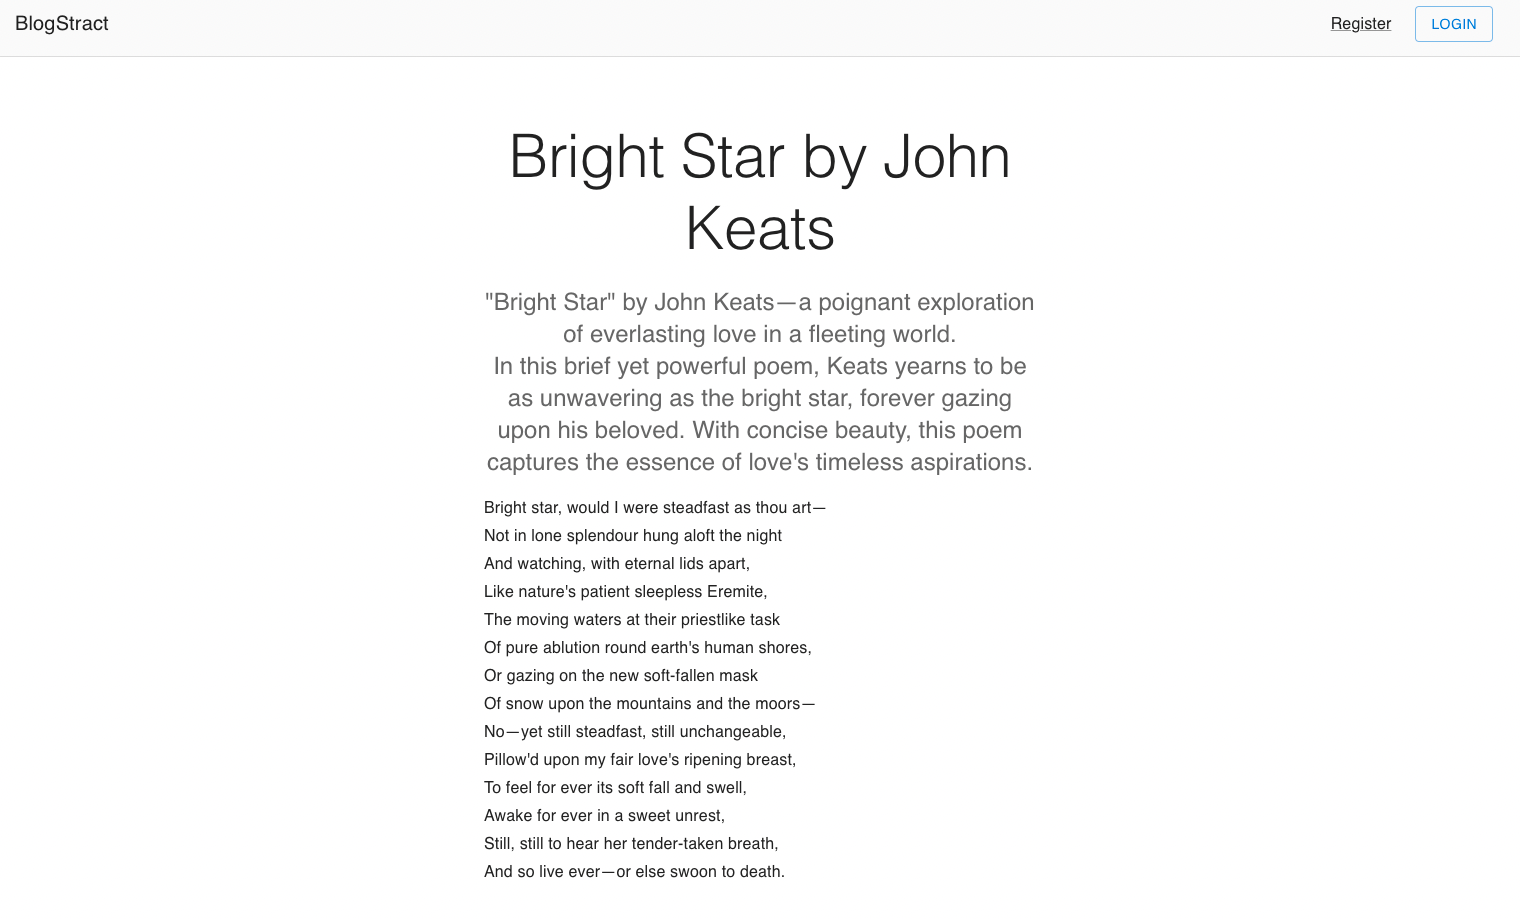 BlogStract
Register
LOGIN
Bright Star by John
Keats
"Bright Star" by John Keats—a poignant exploration
of everlasting love in a fleeting world.
In this brief yet powerful poem, Keats yearns to be
as unwavering as the bright star, forever gazing
upon his beloved. With concise beauty, this poem
captures the essence of love's timeless aspirations.
Bright star, would I were steadfast as thou art—
Not in lone splendour hung aloft the night
And watching, with eternal lids apart,
Like nature's patient sleepless Eremite,
The moving waters at their priestlike task
Of pure ablution round earth's human shores,
Or gazing on the new soft-fallen mask
Of snow upon the mountains and the moors—
No—yet still steadfast, still unchangeable,
Pillow'd upon my fair love's ripening breast,
To feel for ever its soft fall and swell,
Awake for ever in a sweet unrest,
Still, still to hear her tender-taken breath,
And so live ever—or else swoon to death.